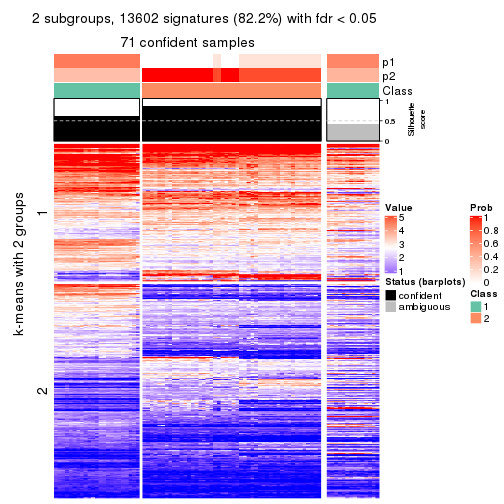 2 subgroups, 13602 signatures (82.2%) with fdr < 0.05
71 confident samples
p1
p2
Class
1
0.5
0
Silhouette
score
k-means with 2 groups
1
2
Value
5
4
3
2
1
Prob
1
0.8
0.6
0.4
0.2
0
Status (barplots)
confident
ambiguous
Class
1
2